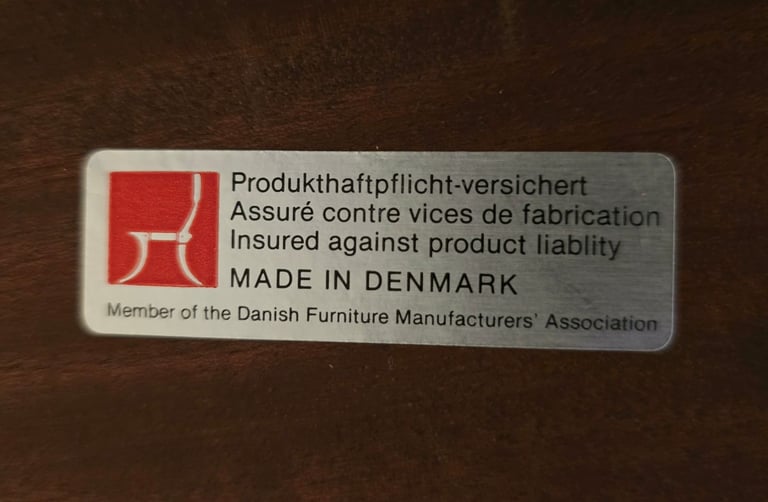 Produkthaftpflicht-versichert
Assuré contre vices de fabrication
Insured against product liablity
MADE IN DENMARK
Member of the Danish Furniture Manufacturers' Association